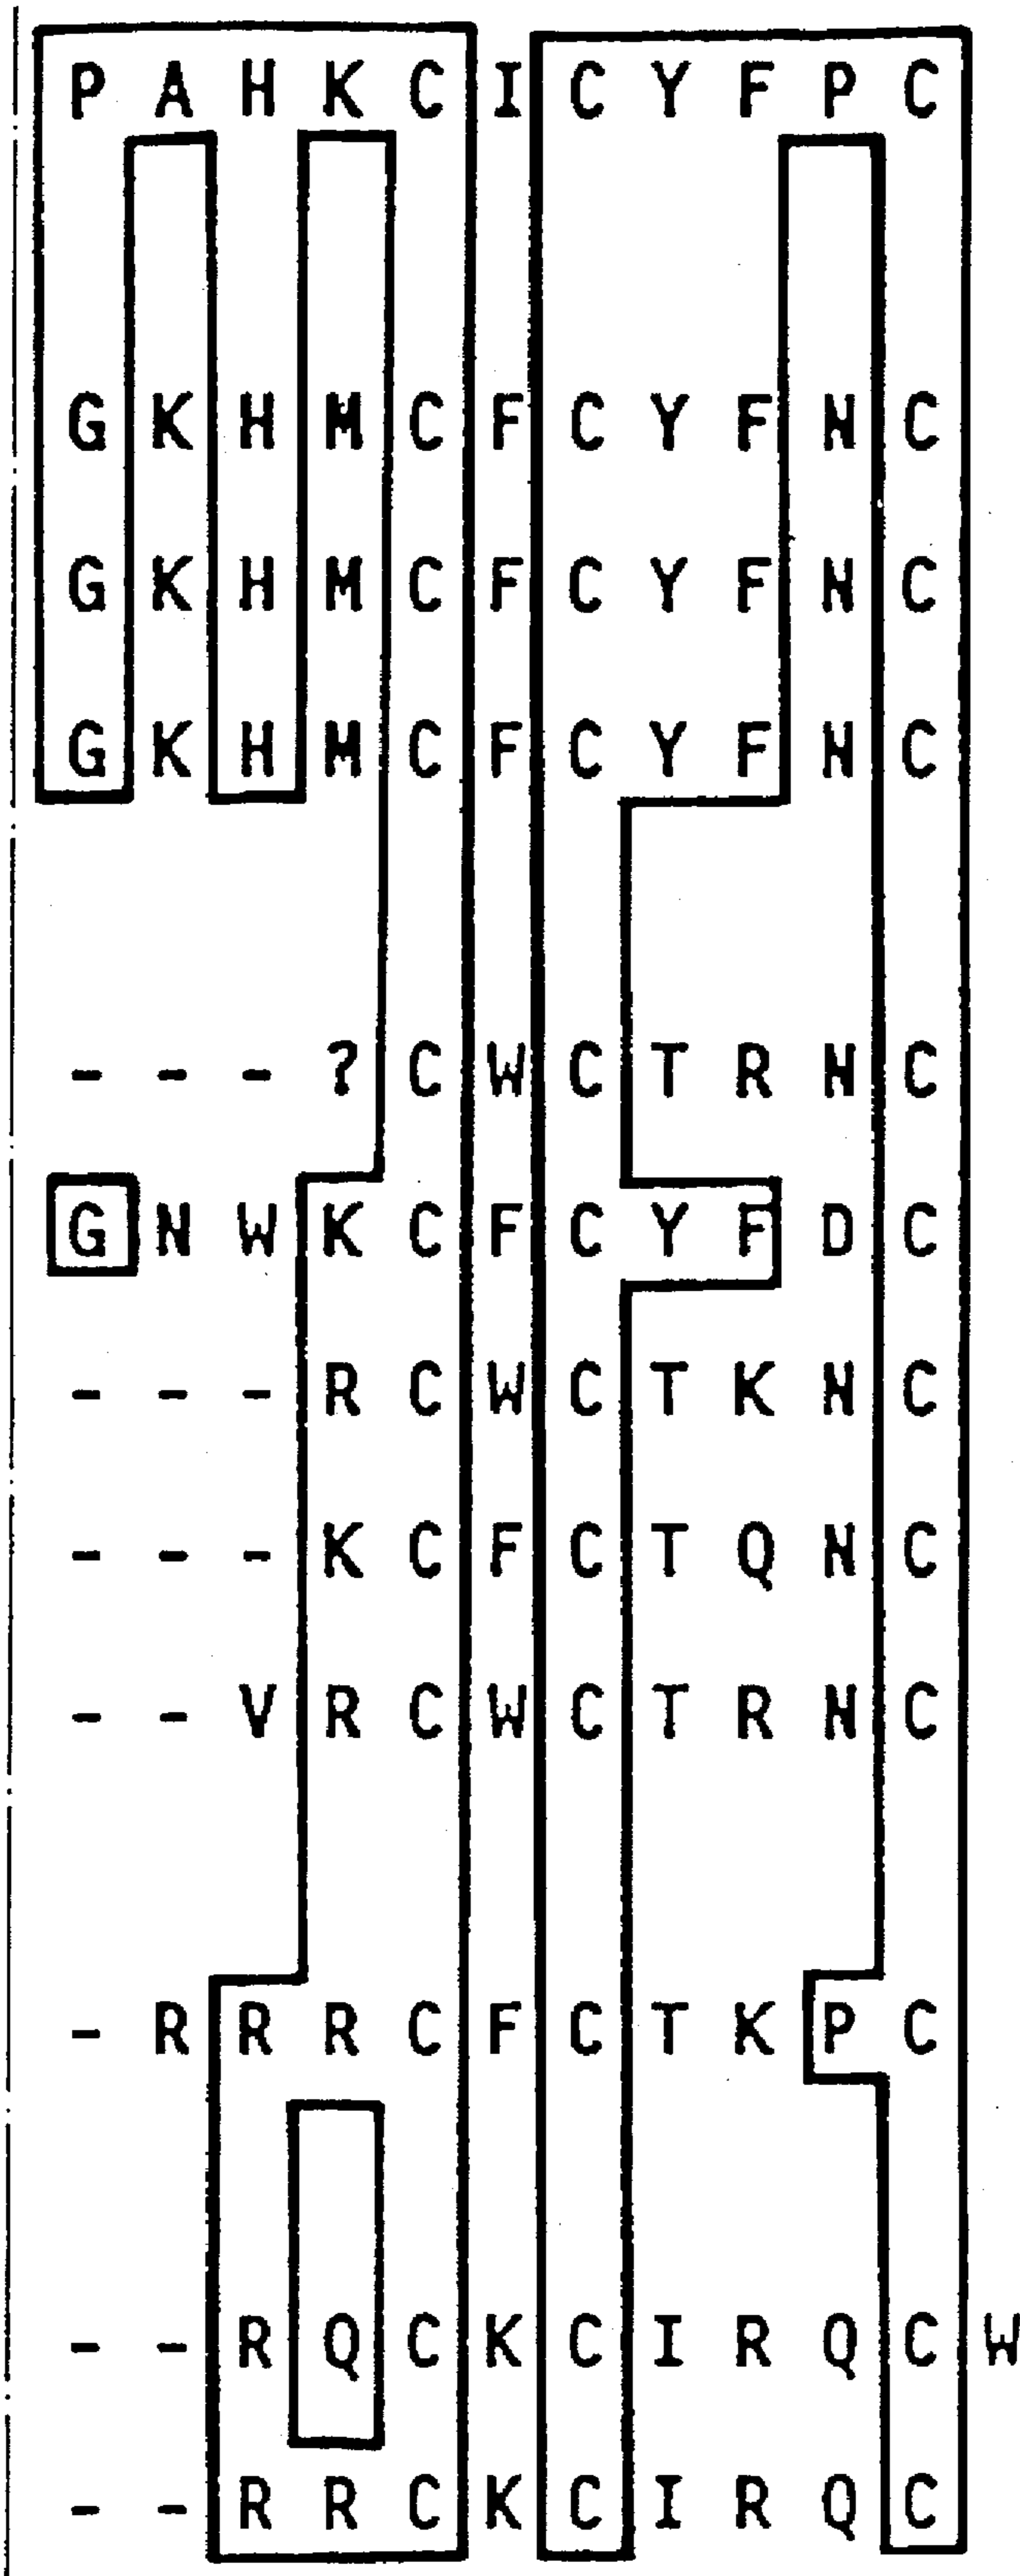 P A H K C I C Y F P C
G K H M C F C Y F N C
G K H M C F C Y F N C
G K H M C F C Y F N C
- - - ? C W C T R N C
G N W K C F C Y F D C
- - - R C W C T K N C
- - - K C F C T Q N C
- - V R C W C T R N C
- R R R C F C T K P C
- - R Q C K C I R Q C W
- - R R C K C I R Q C